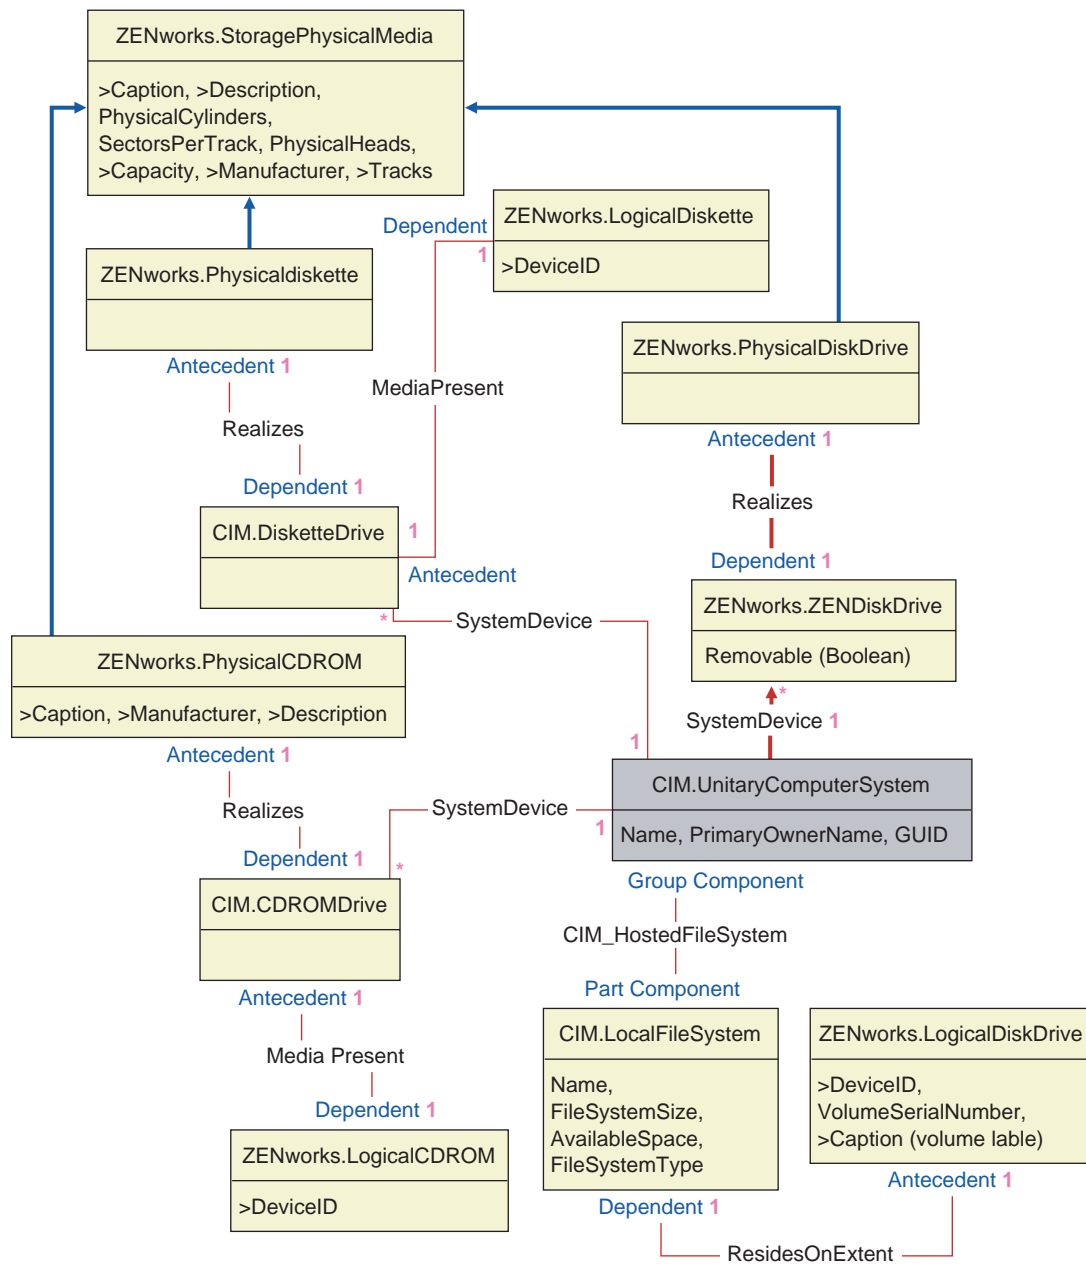 ZENworks.StoragePhysicalMedia
>Caption, >Description,
PhysicalCylinders,
SectorsPerTrack, PhysicalHeads,
>Capacity, >Manufacturer, >Tracks
Dependent
1
ZENworks.LogicalDiskette
>DeviceID
ZENworks.Physicaldiskette
Antecedent 1
Realizes
Dependent 1
MediaPresent
ZENworks.PhysicalDiskDrive
Antecedent 1
Realizes
Dependent 1
CIM.DisketteDrive
1
Antecedent
*
SystemDevice
1
ZENworks.ZENDiskDrive
Removable (Boolean)
*
SystemDevice 1
ZENworks.PhysicalCDROM
>Caption, >Manufacturer, >Description
Antecedent 1
Realizes
Dependent 1
SystemDevice
1
*
CIM.UnitaryComputerSystem
Name, PrimaryOwnerName, GUID
Group Component
CIM_HostedFileSystem
Part Component
CIM.CDROMDrive
Antecedent 1
Media Present
Dependent 1
ZENworks.LogicalCDROM
>DeviceID
CIM.LocalFileSystem
Name,
FileSystemSize,
AvailableSpace,
FileSystemType
Dependent 1
ZENworks.LogicalDiskDrive
>DeviceID,
VolumeSerialNumber,
>Caption (volume lable)
Antecedent 1
ResidesOnExtent